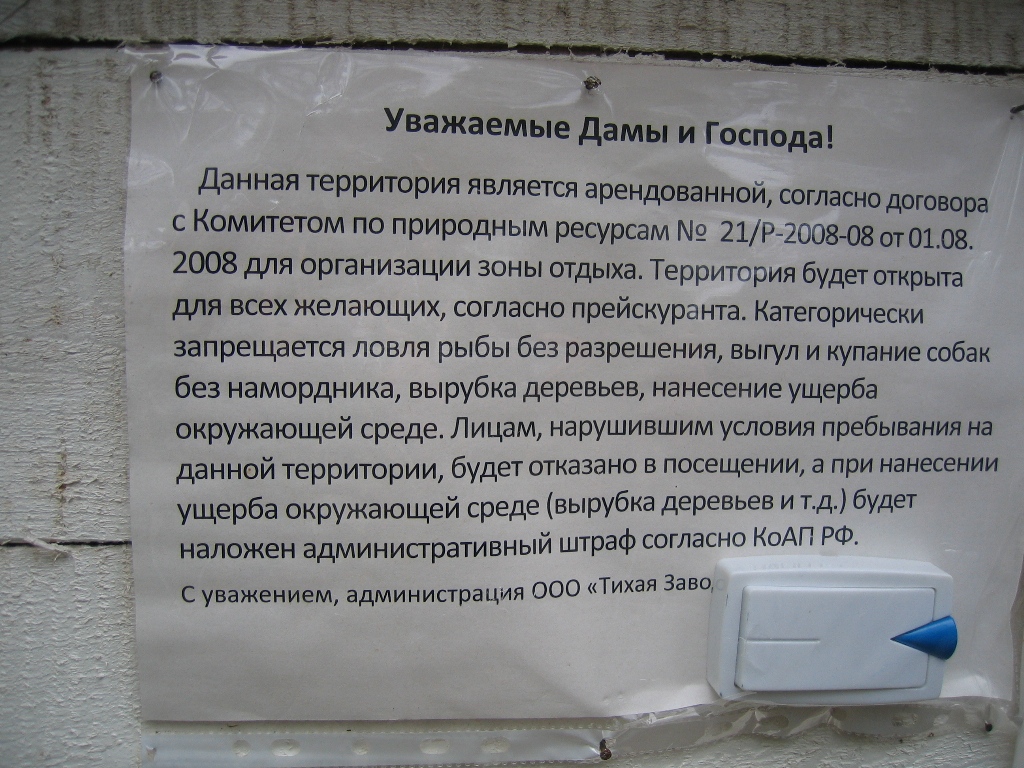 Уважаемые Дамы и Господа!
Данная территория является арендованной, согласно договора
с Комитетом по природным ресурсам № 21/Р-2008-08 от 01.08.
2008 для организации зоны отдыха. Территория будет открыта
для всех желающих, согласно прейскуранта. Категорически
запрещается ловля рыбы без разрешения, выгул и купание собак
без намордника, вырубка деревьев, нанесение ущерба
окружающей среде. Лицам, нарушившим условия пребывания на
данной территории, будет отказано в посещении, а при нанесении
ущерба окружающей среде (вырубка деревьев и т.д.) будет
наложен административный штраф согласно КоАП РФ.
С уважением, администрация ООО «Тихая